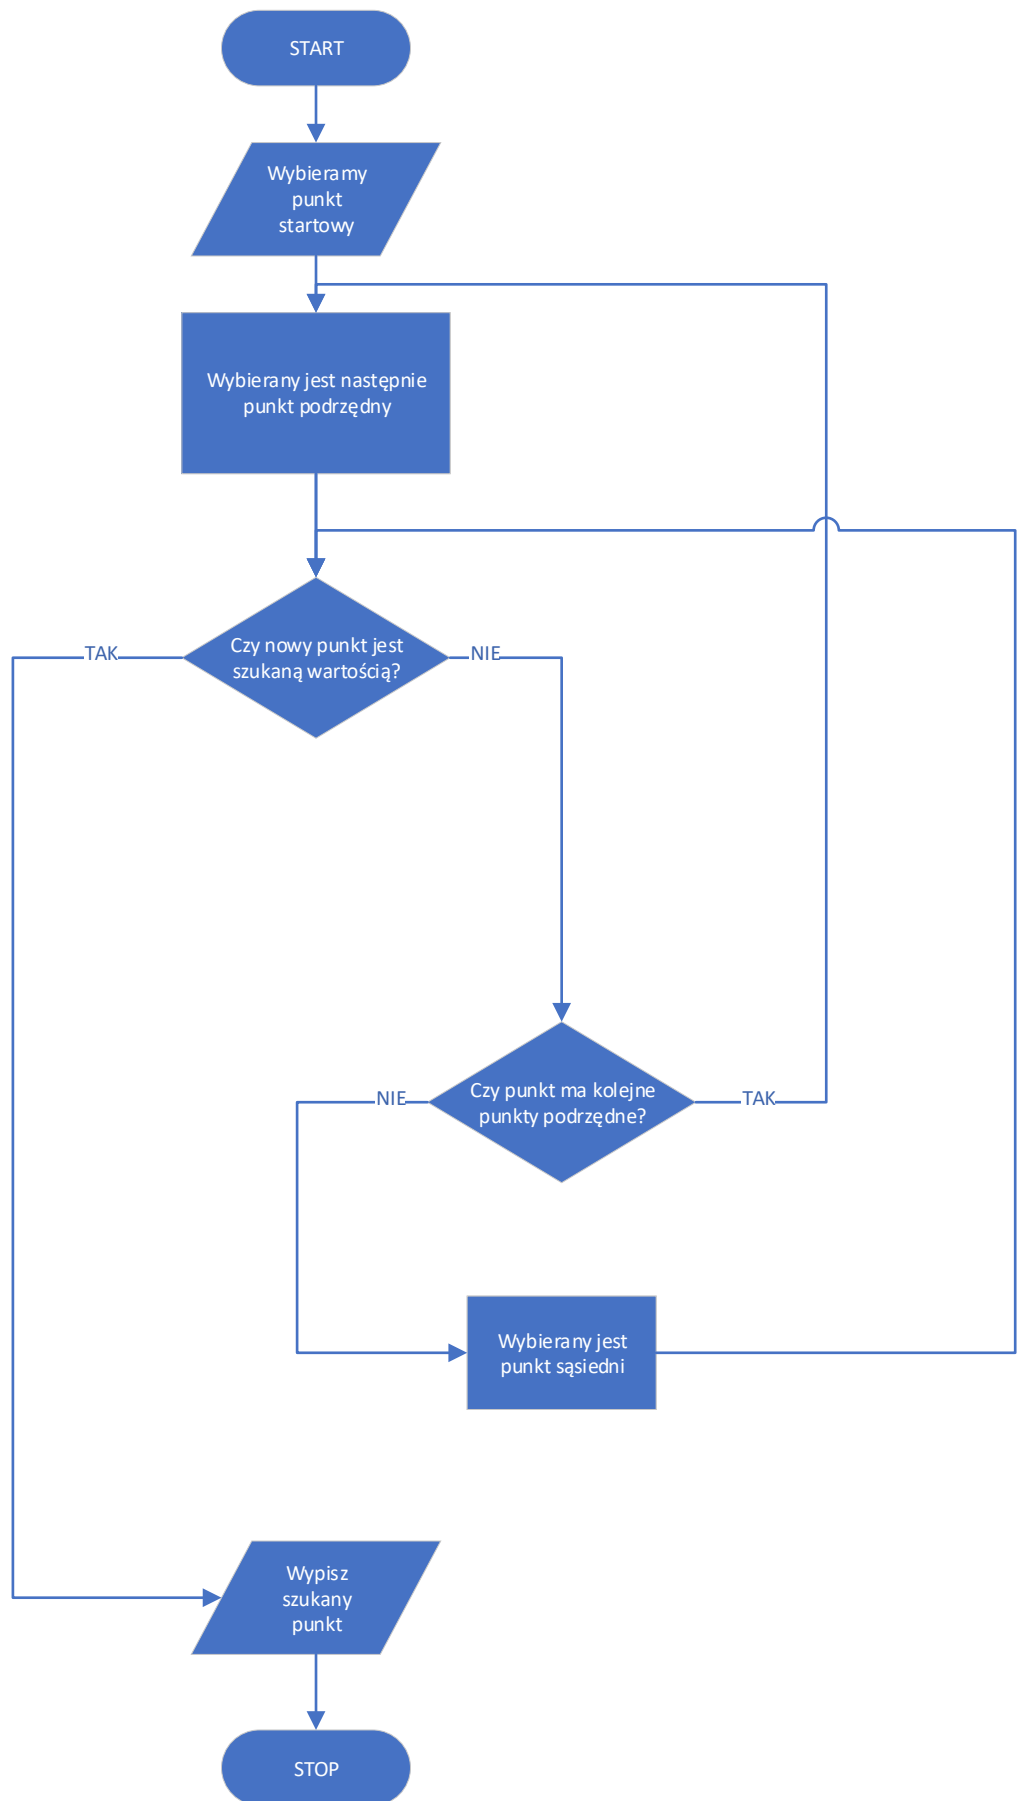 START
Wybieramy
punkt
startowy
Wybierany jest następnie
punkt podrzędny
Czy nowy punkt jest
szukaną wartością?
TAK
NIE
Czy punkt ma kolejne
punkty podrzędne?
NIE
TAK
Wybierany jest
punkt sąsiedni
Wypisz
szukany
punkt
STOP